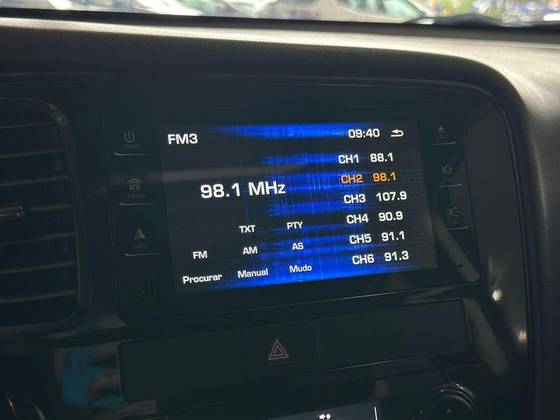 FM3 09:40
CH1 88.1
CH2 98.1
98.1 MHz
CH3 107.9
CH4 90.9
TXT PTY
CH5 91.1
FM AM AS
CH6 91.3
Procurar Manual Mudo